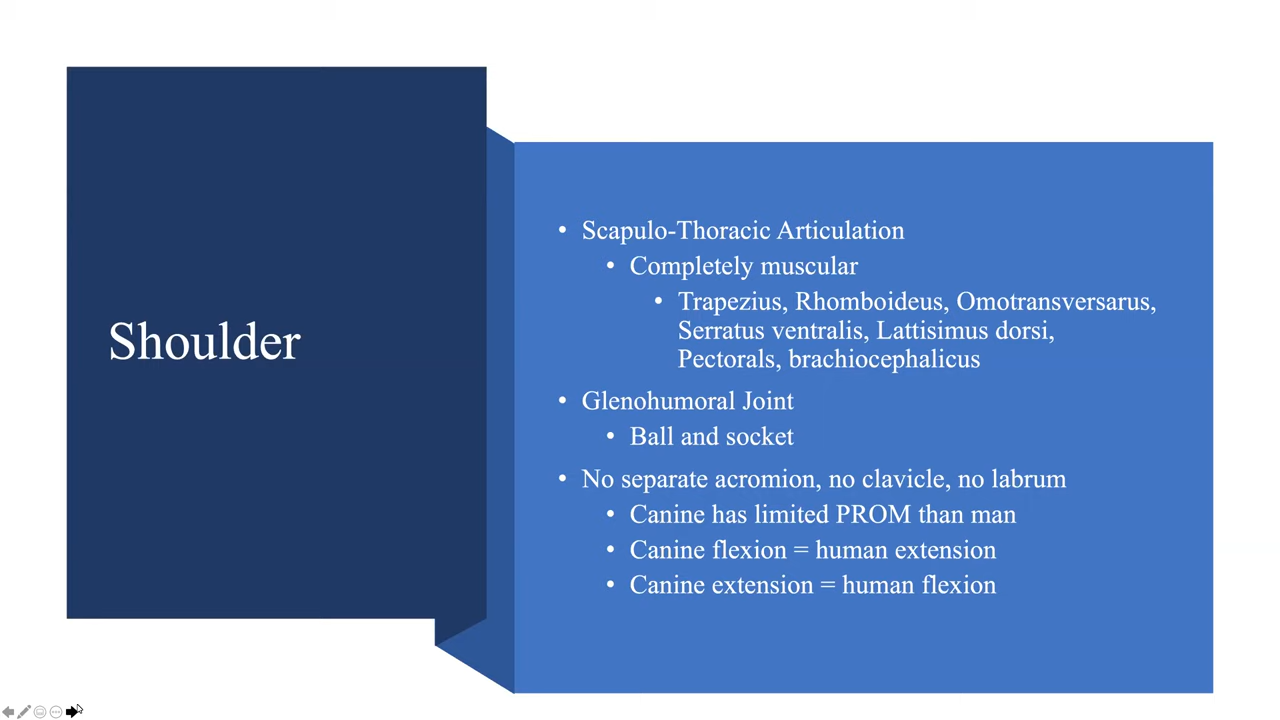 Shoulder
• Scapulo-Thoracic Articulation
• Completely muscular
• Trapezius, Rhomboideus, Omotransversarus,
Serratus ventralis, Lattisimus dorsi,
Pectorals, brachiocephalicus
• Glenohumoral Joint
• Ball and socket
• No separate acromion, no clavicle, no labrum
• Canine has limited PROM than man
• Canine flexion = human extension
• Canine extension = human flexion